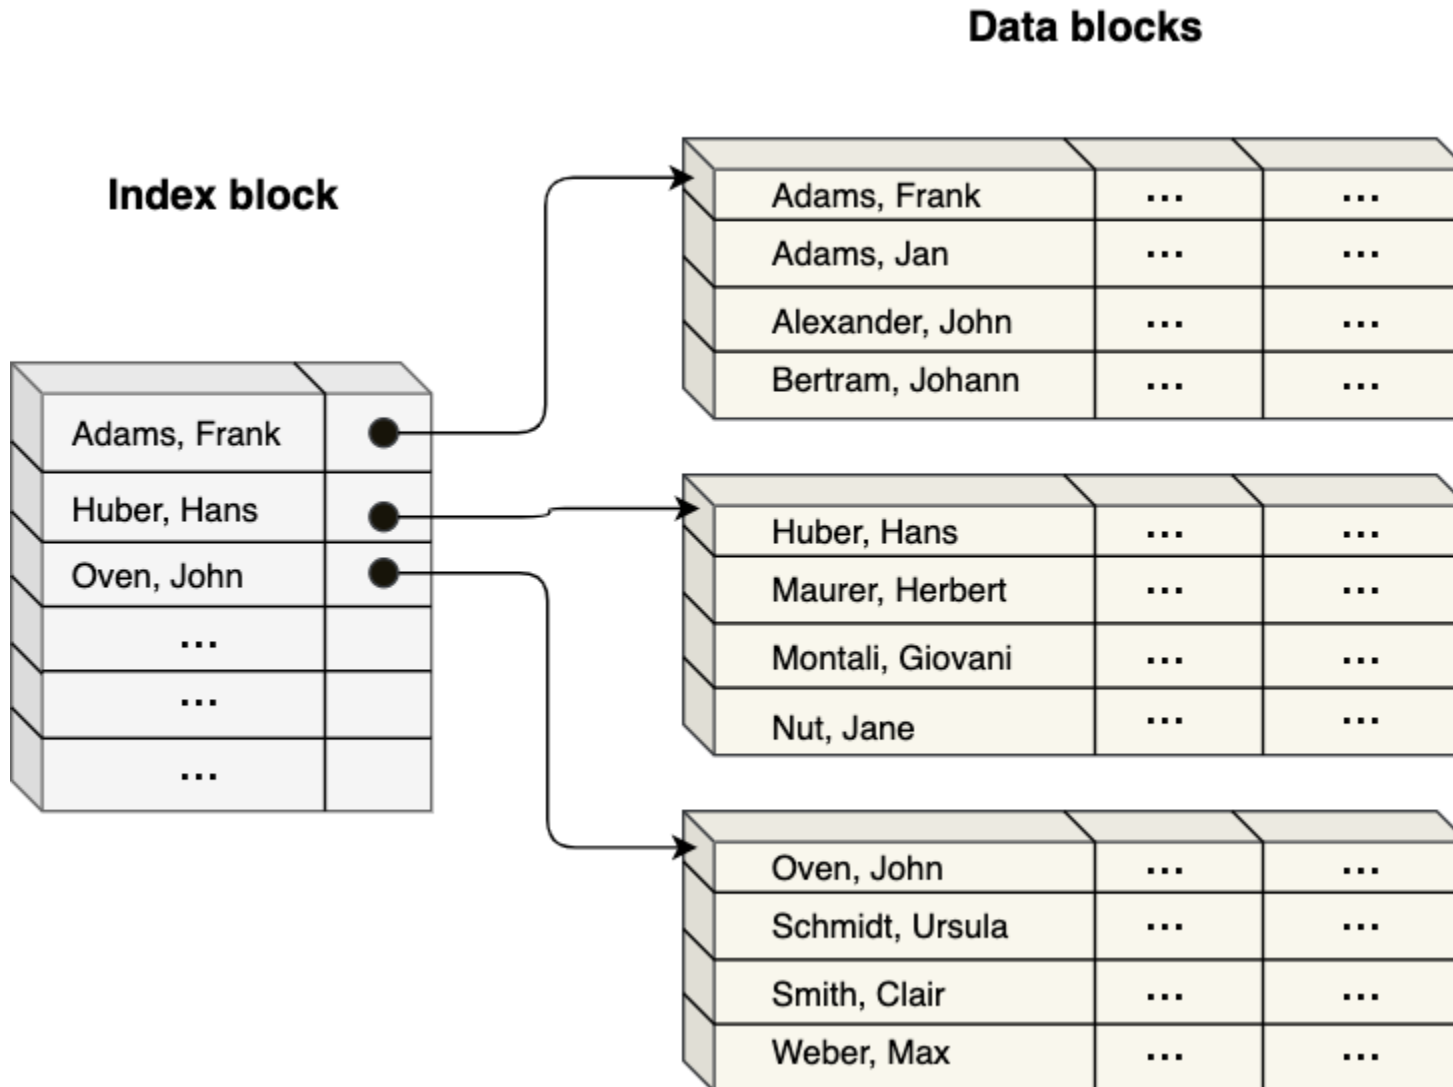 Data blocks
Index block
Adams, Frank
Huber, Hans
Oven, John
...
...
...
Adams, Frank ... ...
Adams, Jan ... ...
Alexander, John ... ...
Bertram, Johann ... ...
Huber, Hans ... ...
Maurer, Herbert ... ...
Montali, Giovani ... ...
Nut, Jane ... ...
Oven, John ... ...
Schmidt, Ursula ... ...
Smith, Clair ... ...
Weber, Max ... ...